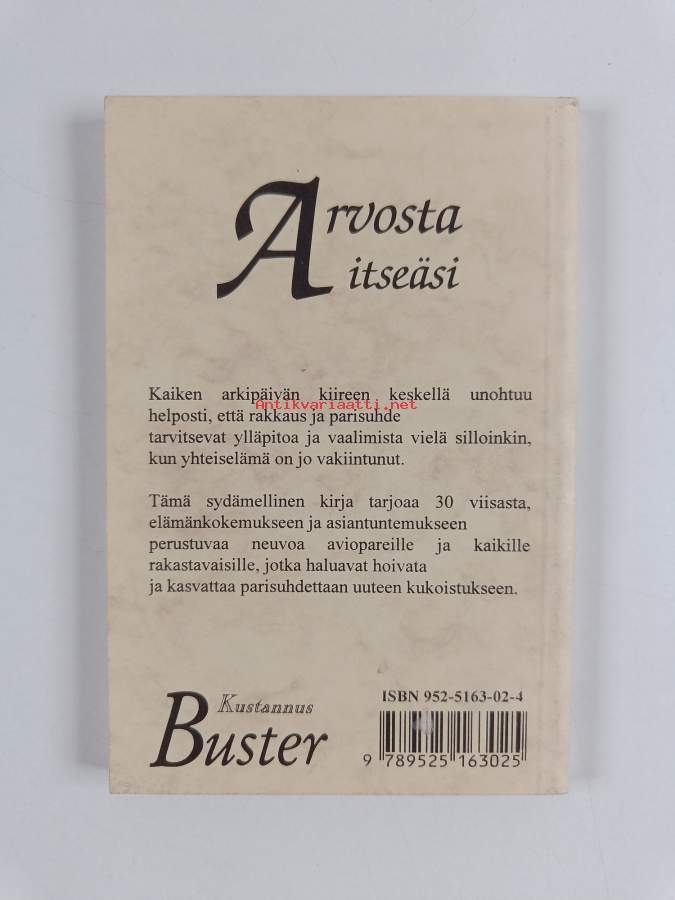 Arvosta
itseäsi
Kaiken arkipäivän kiireen keskellä unohtuu
Antikvariaatti.net
helposti, että rakkaus ja parisuhde
tarvitsevat ylläpitoa ja vaalimista vielä silloinkin,
kun yhteiselämä on jo vakiintunut.
Tämä sydämellinen kirja tarjoaa 30 viisasta,
elämänkokemukseen ja asiantuntemukseen
perustuvaa neuvoa aviopareille ja kaikille
rakastavaisille, jotka haluavat hoivata
ja kasvattaa parisuhdettaan uuteen kukoistukseen.
Kustannus
Buster
ISBN 952-5163-02-4
9 789525 163025